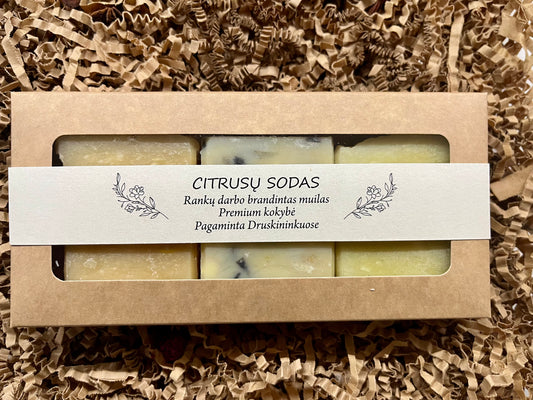 CITRUSŲ SODAS
Rankų darbo brandintas muilas
Premium kokybė
Pagaminta Druskininkuose